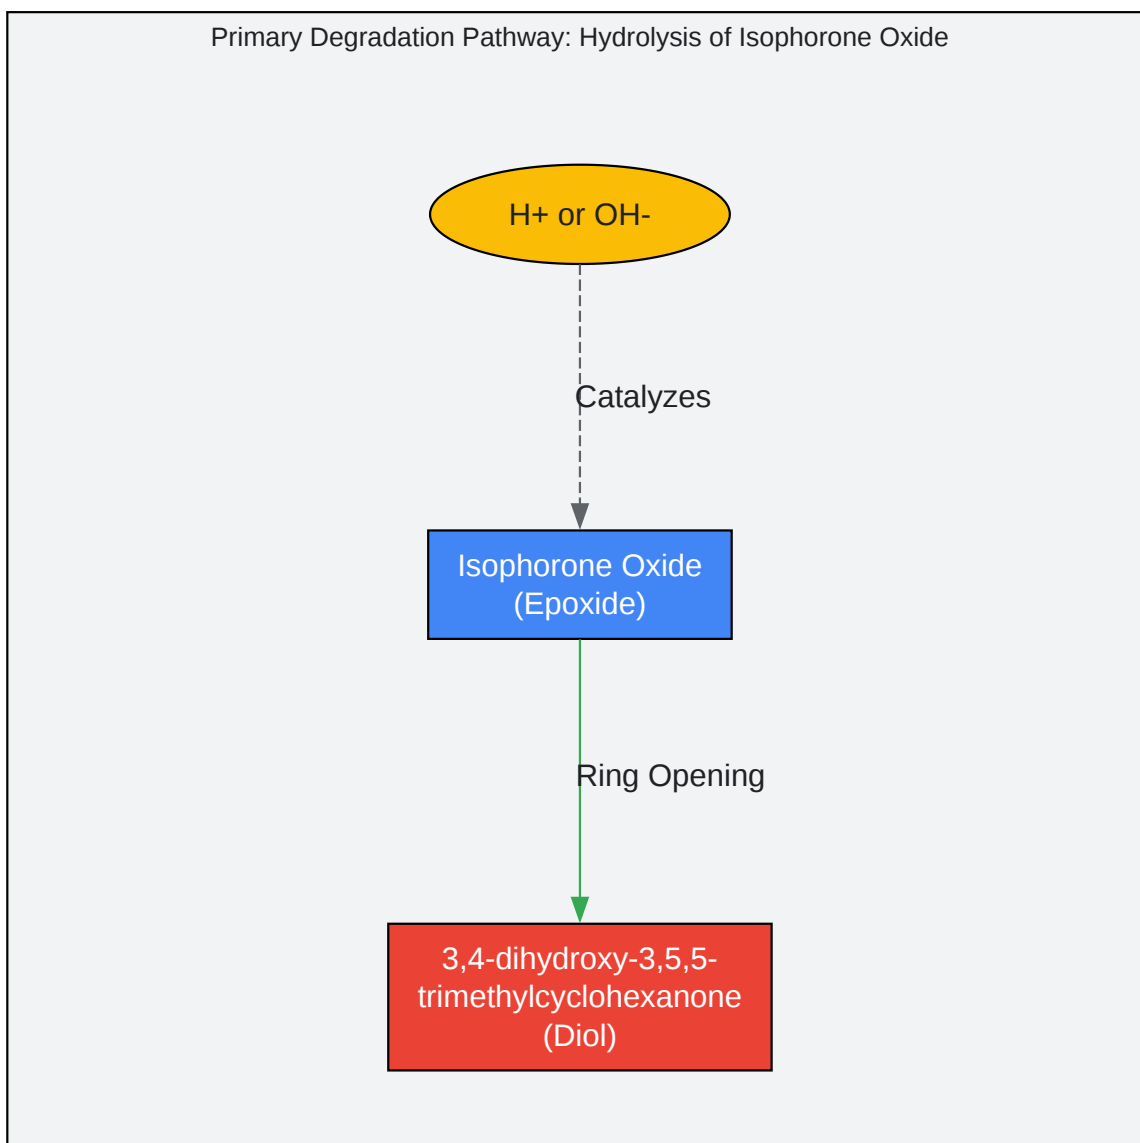 Primary Degradation Pathway: Hydrolysis of Isophorone Oxide
H+ or OH-
Catalyzes
Isophorone Oxide
(Epoxide)
Ring Opening
3,4-dihydroxy-3,5,5-
trimethylcyclohexanone
(Diol)